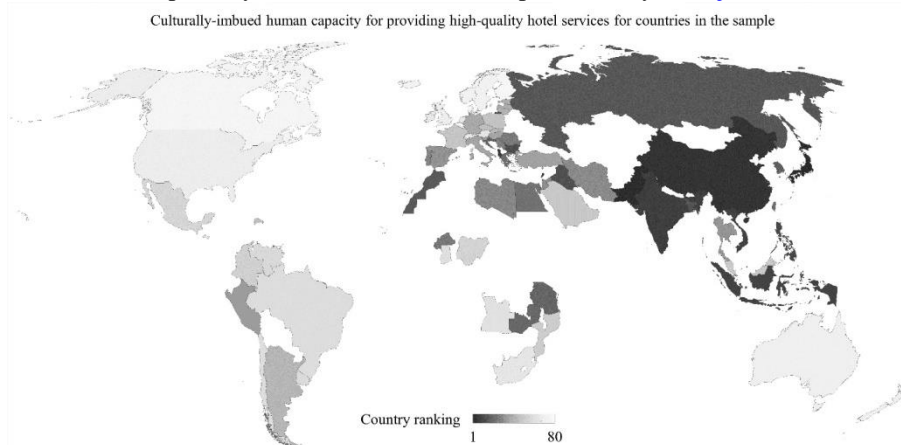 Culturally-imbued human capacity for providing high-quality hotel services for countries in the sample
Country ranking
1
80